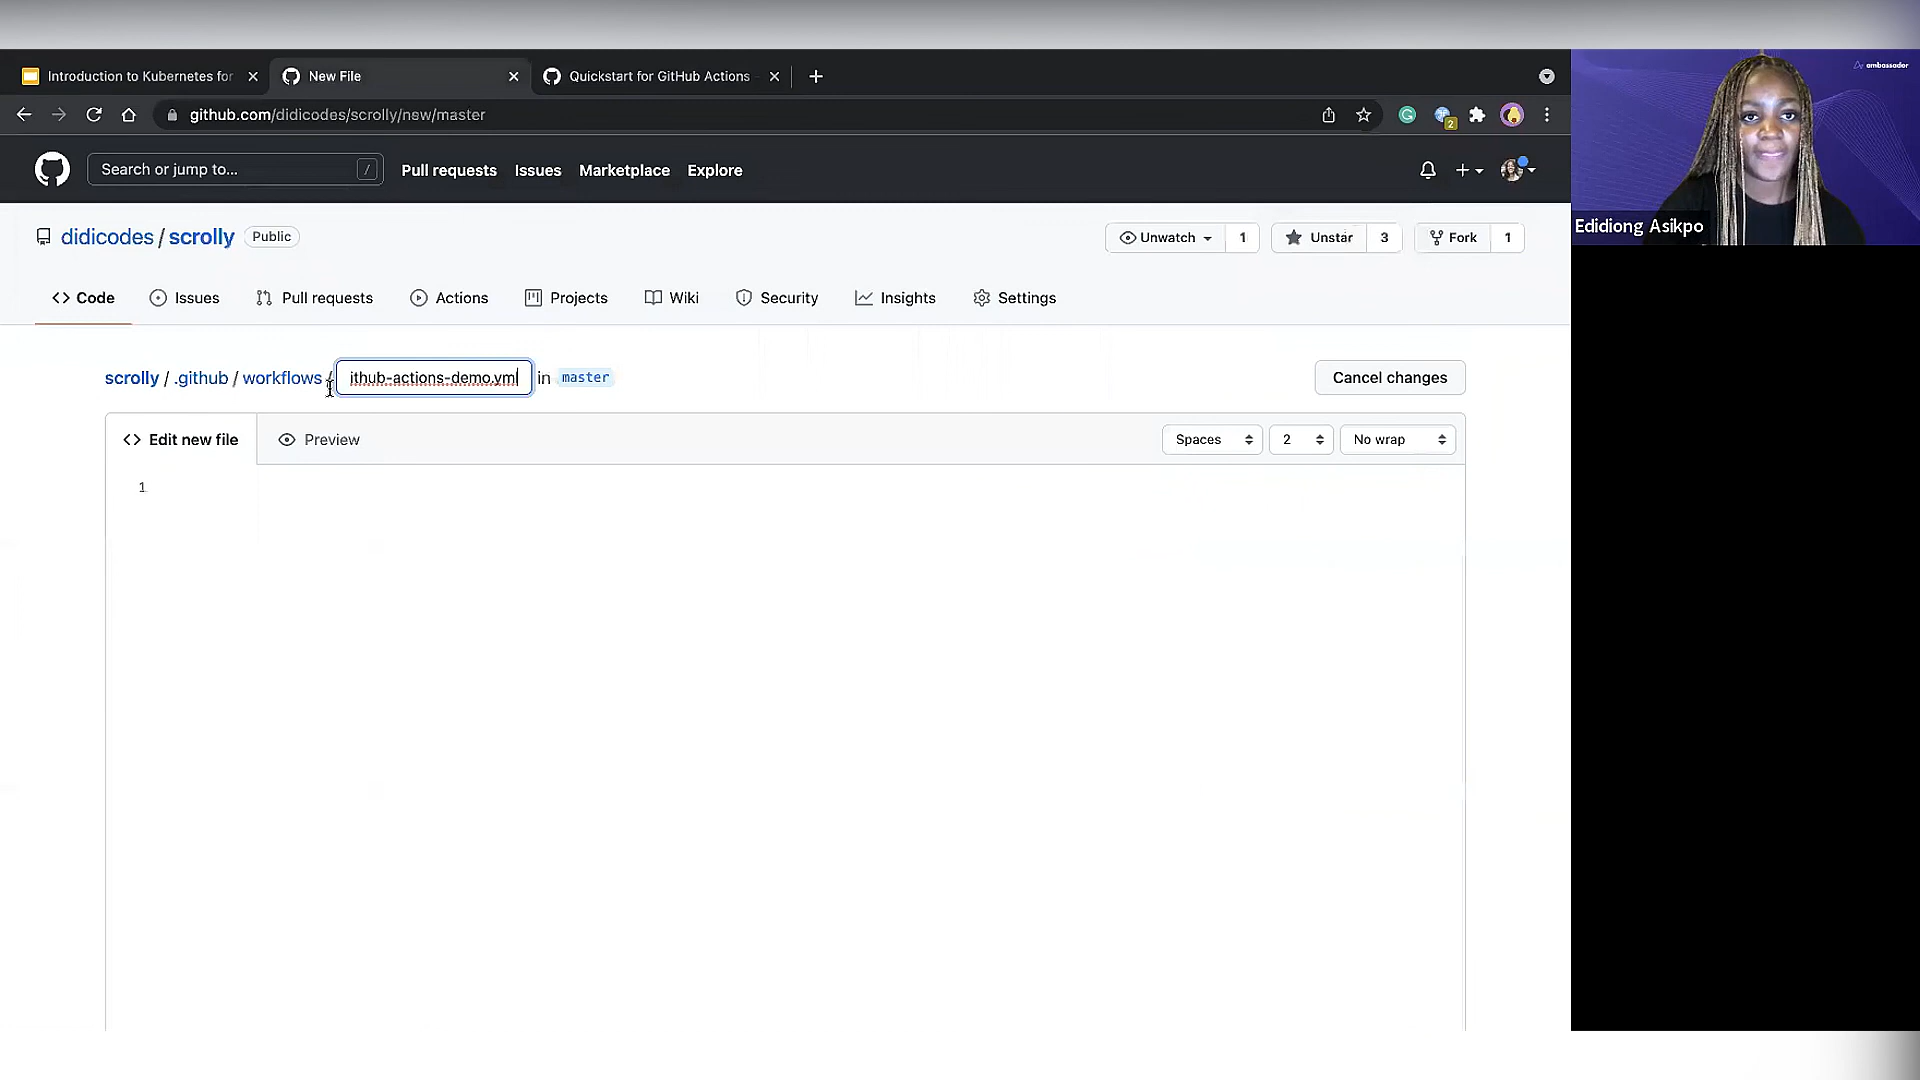 Introduction to Kubernetes for
New File
Quickstart for GitHub Actions
github.com/didicodes/scrolly/new/master
2
ambassador
Search or jump to... /
Pull requests Issues Marketplace Explore
Edidiong Asikpo
didicodes / scrolly Public
Unwatch 1 Unstar 3 Fork 1
Code Issues Pull requests Actions Projects Wiki Security Insights Settings
scrolly / .github / workflows / ithub-actions-demo.yml in master
Cancel changes
Edit new file Preview
Spaces 2 No wrap
1